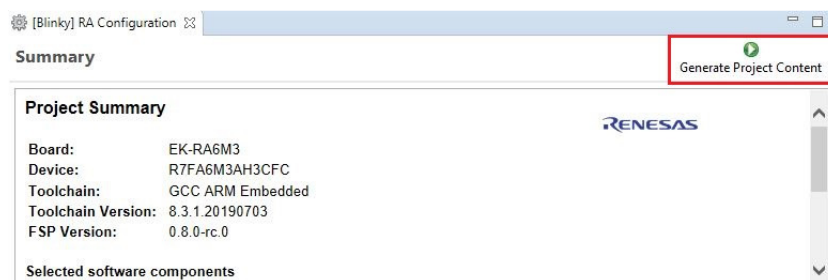 [Blinky] RA Configuration
Summary
Generate Project Content
Project Summary
RENESAS
Board: EK-RA6M3
Device: R7FA6M3AH3CFC
Toolchain: GCC ARM Embedded
Toolchain Version: 8.3.1.20190703
FSP Version: 0.8.0-rc.0
Selected software components